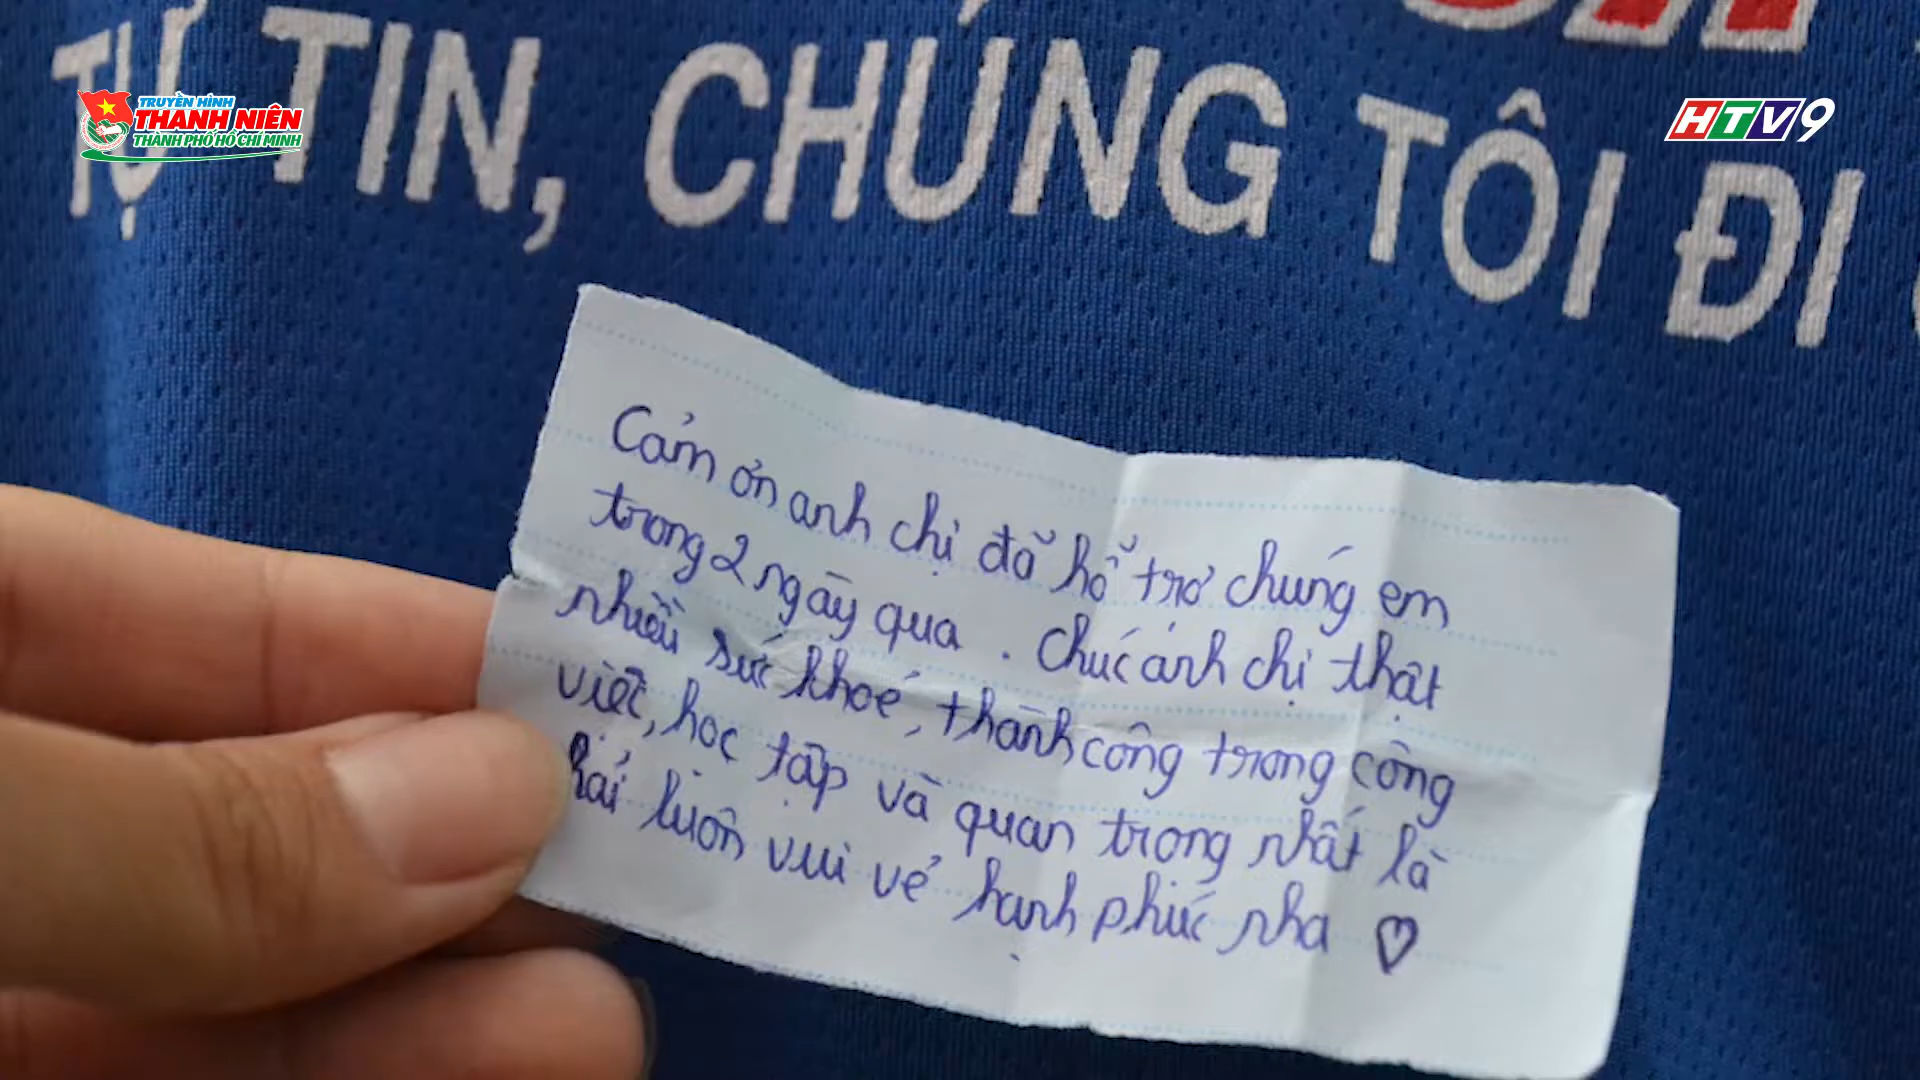 TRUYỀN HÌNH
THANH NIÊN
THÀNH PHỐ HỒ CHÍ MINH
HTV9
TỰ TIN, CHÚNG TÔI ĐI
Cảm ơn anh chị đã hỗ trợ chúng em
trong 2 ngày qua. Chúc anh chị thật
nhiều sức khoẻ, thành công trong công
việc, học tập và quan trọng nhất là
hải luôn vui vẻ hạnh phúc nha ♡